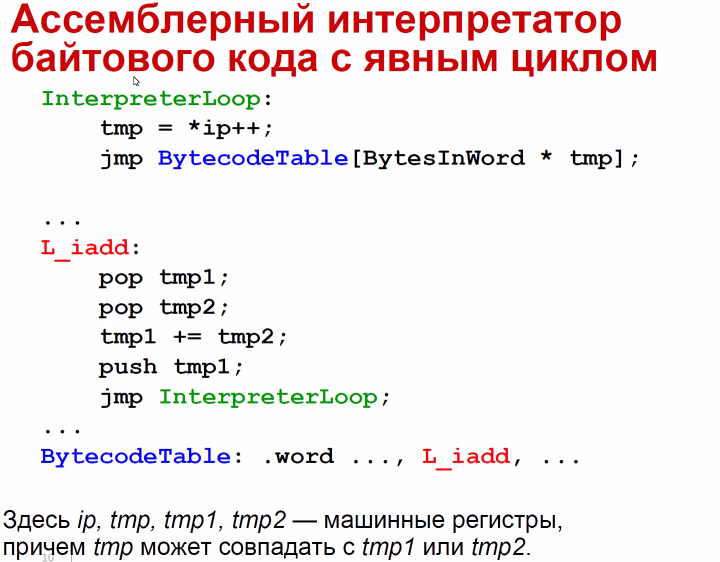 Ассемблерный интерпретатор
байтового кода с явным циклом
InterpreterLoop:
tmp = *ip++;
jmp BytecodeTable[BytesInWord * tmp];
...
L_iadd:
pop tmp1;
pop tmp2;
tmp1 += tmp2;
push tmp1;
jmp InterpreterLoop;
...
BytecodeTable: .word ..., L_iadd, ...
Здесь ip, tmp, tmp1, tmp2 — машинные регистры,
причем tmp может совпадать с tmp1 или tmp2.
10